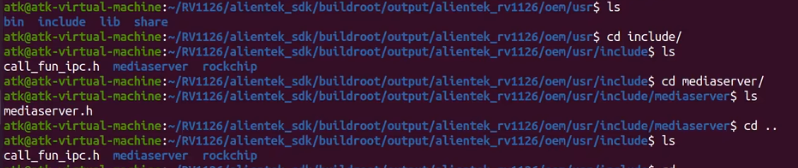 atk@atk-virtual-machine:~/RV1126/alientek_sdk/buildroot/output/alientek_rv1126/oem/usr$ ls
bin include lib share
atk@atk-virtual-machine:~/RV1126/alientek_sdk/buildroot/output/alientek_rv1126/oem/usr$ cd include/
atk@atk-virtual-machine:~/RV1126/alientek_sdk/buildroot/output/alientek_rv1126/oem/usr/include$ ls
call_fun_ipc.h mediaserver rockchip
atk@atk-virtual-machine:~/RV1126/alientek_sdk/buildroot/output/alientek_rv1126/oem/usr/include$ cd mediaserver/
atk@atk-virtual-machine:~/RV1126/alientek_sdk/buildroot/output/alientek_rv1126/oem/usr/include/mediaserver$ ls
mediaserver.h
atk@atk-virtual-machine:~/RV1126/alientek_sdk/buildroot/output/alientek_rv1126/oem/usr/include/mediaserver$ cd ..
atk@atk-virtual-machine:~/RV1126/alientek_sdk/buildroot/output/alientek_rv1126/oem/usr/include$ ls
call_fun_ipc.h mediaserver rockchip